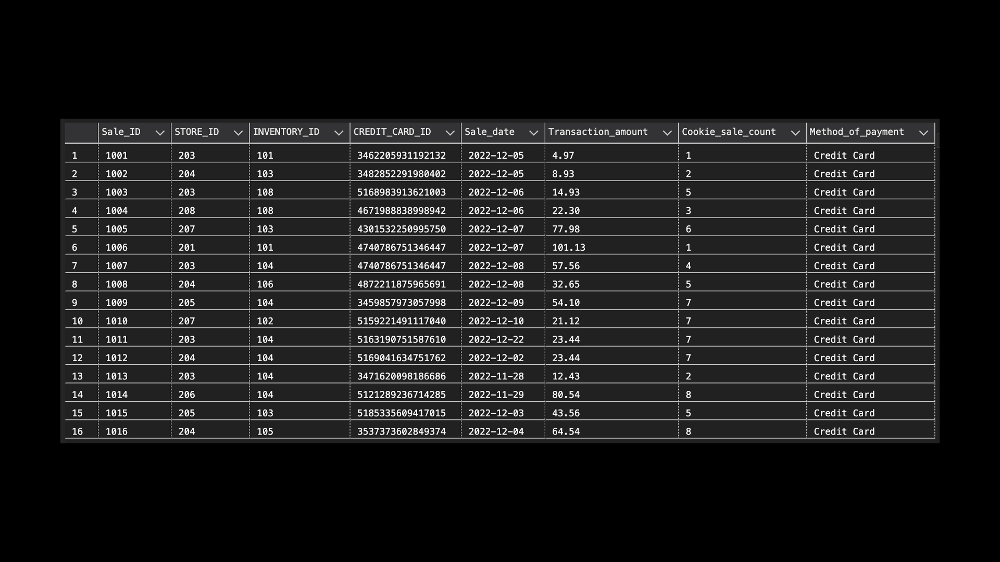 Sale_ID STORE_ID INVENTORY_ID CREDIT_CARD_ID Sale_date Transaction_amount Cookie_sale_count Method_of_payment
1 1001 203 101 3462205931192132 2022-12-05 4.97 1 Credit Card
2 1002 204 103 3482852291980402 2022-12-05 8.93 2 Credit Card
3 1003 203 108 5168983913621003 2022-12-06 14.93 5 Credit Card
4 1004 208 108 4671988838998942 2022-12-06 22.30 3 Credit Card
5 1005 207 103 4301532250995750 2022-12-07 77.98 6 Credit Card
6 1006 201 101 4740786751346447 2022-12-07 101.13 1 Credit Card
7 1007 203 104 4740786751346447 2022-12-08 57.56 4 Credit Card
8 1008 204 106 4872211875965691 2022-12-08 32.65 5 Credit Card
9 1009 205 104 3459857973057998 2022-12-09 54.10 7 Credit Card
10 1010 207 102 5159221491117040 2022-12-10 21.12 7 Credit Card
11 1011 203 104 5163190751587610 2022-12-22 23.44 7 Credit Card
12 1012 204 104 5169041634751762 2022-12-02 23.44 7 Credit Card
13 1013 203 104 3471620098186686 2022-11-28 12.43 2 Credit Card
14 1014 206 104 5121289236714285 2022-11-29 80.54 8 Credit Card
15 1015 205 103 5185335609417015 2022-12-03 43.56 5 Credit Card
16 1016 204 105 3537373602849374 2022-12-04 64.54 8 Credit Card